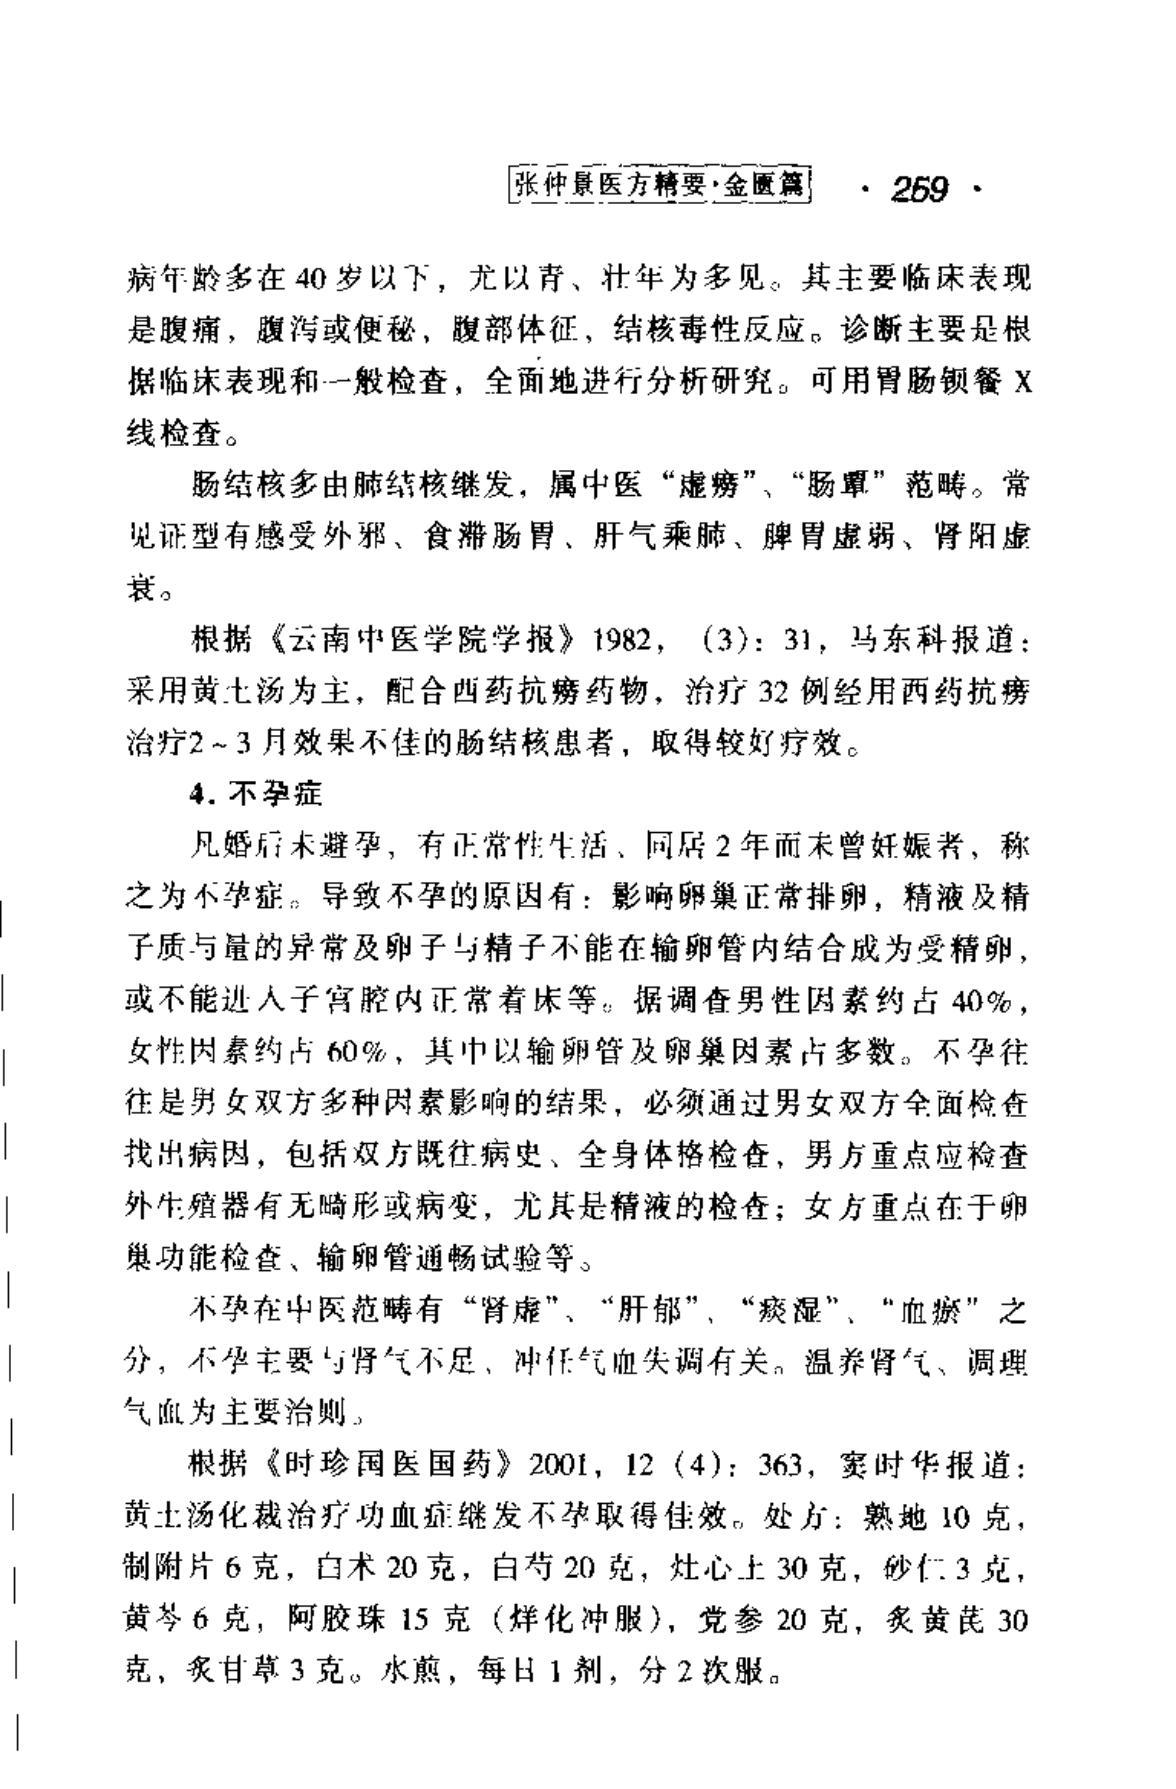 张仲景医方精要·金匮篇 · 269 ·
病年龄多在 40 岁以下，尤以青、壮年为多见。其主要临床表现
是腹痛，腹泻或便秘，腹部体征，结核毒性反应。诊断主要是根
据临床表现和一般检查，全面地进行分析研究。可用胃肠钡餐 X
线检查。
肠结核多由肺结核继发，属中医“虚痨”、“肠覃”范畴。常
见证型有感受外邪、食滞肠胃、肝气乘肺、脾胃虚弱、肾阳虚
衰。
根据《云南中医学院学报》1982，（3）：31，马东科报道：
采用黄土汤为主，配合西药抗痨药物，治疗 32 例经用西药抗痨
治疗2～3 月效果不佳的肠结核患者，取得较好疗效。
4. 不孕症
凡婚后未避孕，有正常性生活、同居 2 年而未曾妊娠者，称
之为不孕症。导致不孕的原因有：影响卵巢正常排卵，精液及精
子质与量的异常及卵子与精子不能在输卵管内结合成为受精卵，
或不能进入子宫腔内正常着床等。据调查男性因素约占 40%，
女性因素约占 60%，其中以输卵管及卵巢因素占多数。不孕往
往是男女双方多种因素影响的结果，必须通过男女双方全面检查
找出病因，包括双方既往病史、全身体格检查，男方重点应检查
外生殖器有无畸形或病变，尤其是精液的检查；女方重点在于卵
巢功能检查、输卵管通畅试验等。
不孕在中医范畴有“肾虚”、“肝郁”、“痰湿”、“血瘀”之
分，不孕主要与肾气不足、冲任气血失调有关。温养肾气、调理
气血为主要治则。
根据《时珍国医国药》2001，12（4）：363，窦时华报道：
黄土汤化裁治疗功血症继发不孕取得佳效。处方：熟地 10 克，
制附片 6 克，白术 20 克，白芍 20 克，灶心土 30 克，砂仁 3 克，
黄芩 6 克，阿胶珠 15 克（烊化冲服），党参 20 克，炙黄芪 30
克，炙甘草 3 克。水煎，每日 1 剂，分 2 次服。